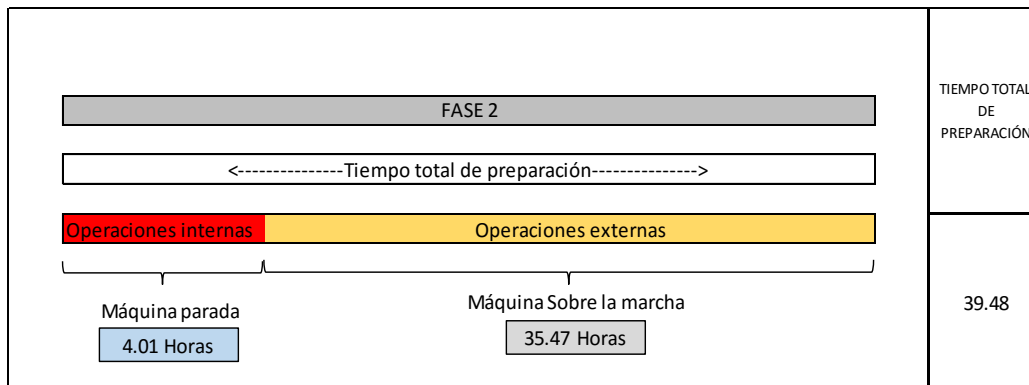 FASE 2
<---------------Tiempo total de preparación--------------->
Operaciones internas
Operaciones externas
Máquina parada
4.01 Horas
Máquina Sobre la marcha
35.47 Horas
TIEMPO TOTAL
DE
PREPARACIÓN
39.48